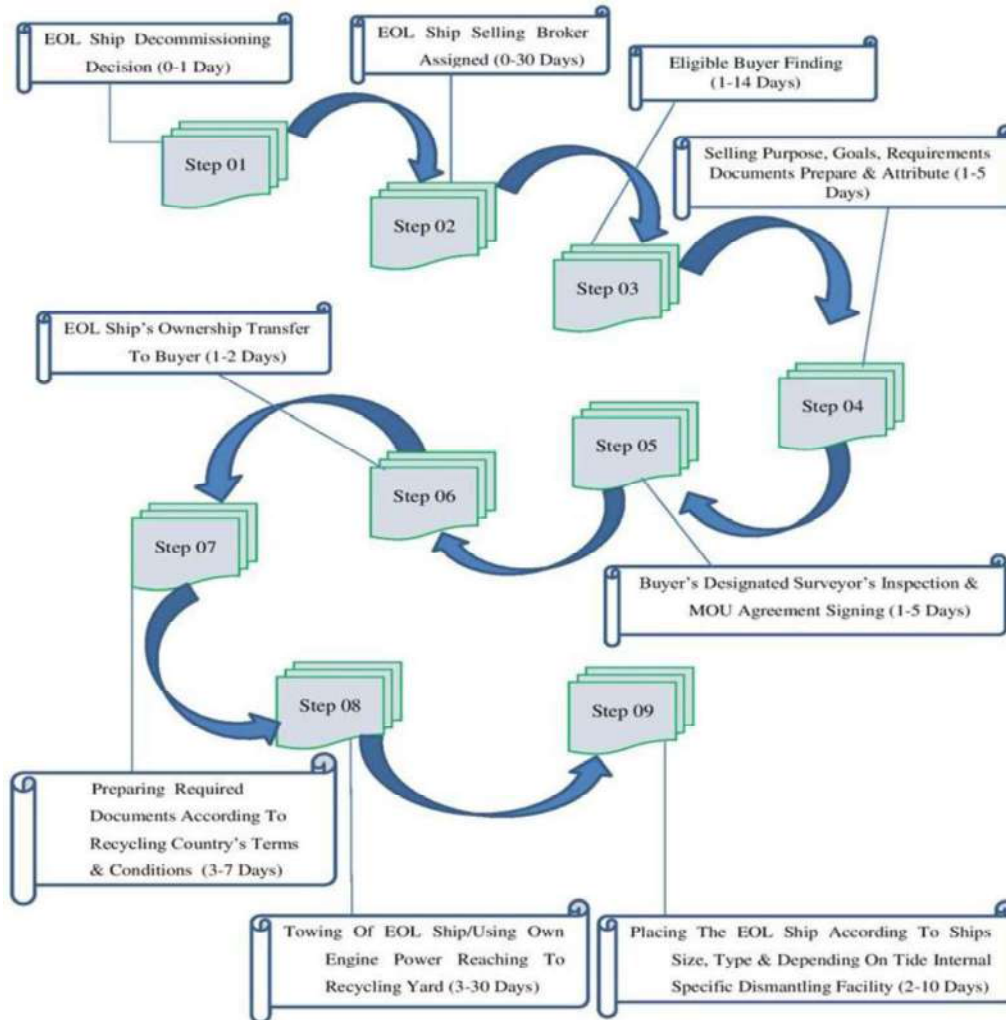 EOL Ship Decommissioning
Decision (0-1 Day)
EOL Ship Selling Broker
Assigned (0-30 Days)
Eligible Buyer Finding
(1-14 Days)
Selling Purpose, Goals, Requirements
Documents Prepare & Attribute (1-5
Days)
Step 01
Step 02
Step 03
Step 04
EOL Ship's Ownership Transfer
To Buyer (1-2 Days)
Step 05
Step 06
Step 07
Buyer's Designated Surveyor's Inspection &
MOU Agreement Signing (1-5 Days)
Step 08
Step 09
Preparing Required
Documents According To
Recycling Country's Terms
& Conditions (3-7 Days)
Towing Of EOL Ship/Using Own
Engine Power Reaching To
Recycling Yard (3-30 Days)
Placing The EOL Ship According To Ships
Size, Type & Depending On Tide Internal
Specific Dismantling Facility (2-10 Days)